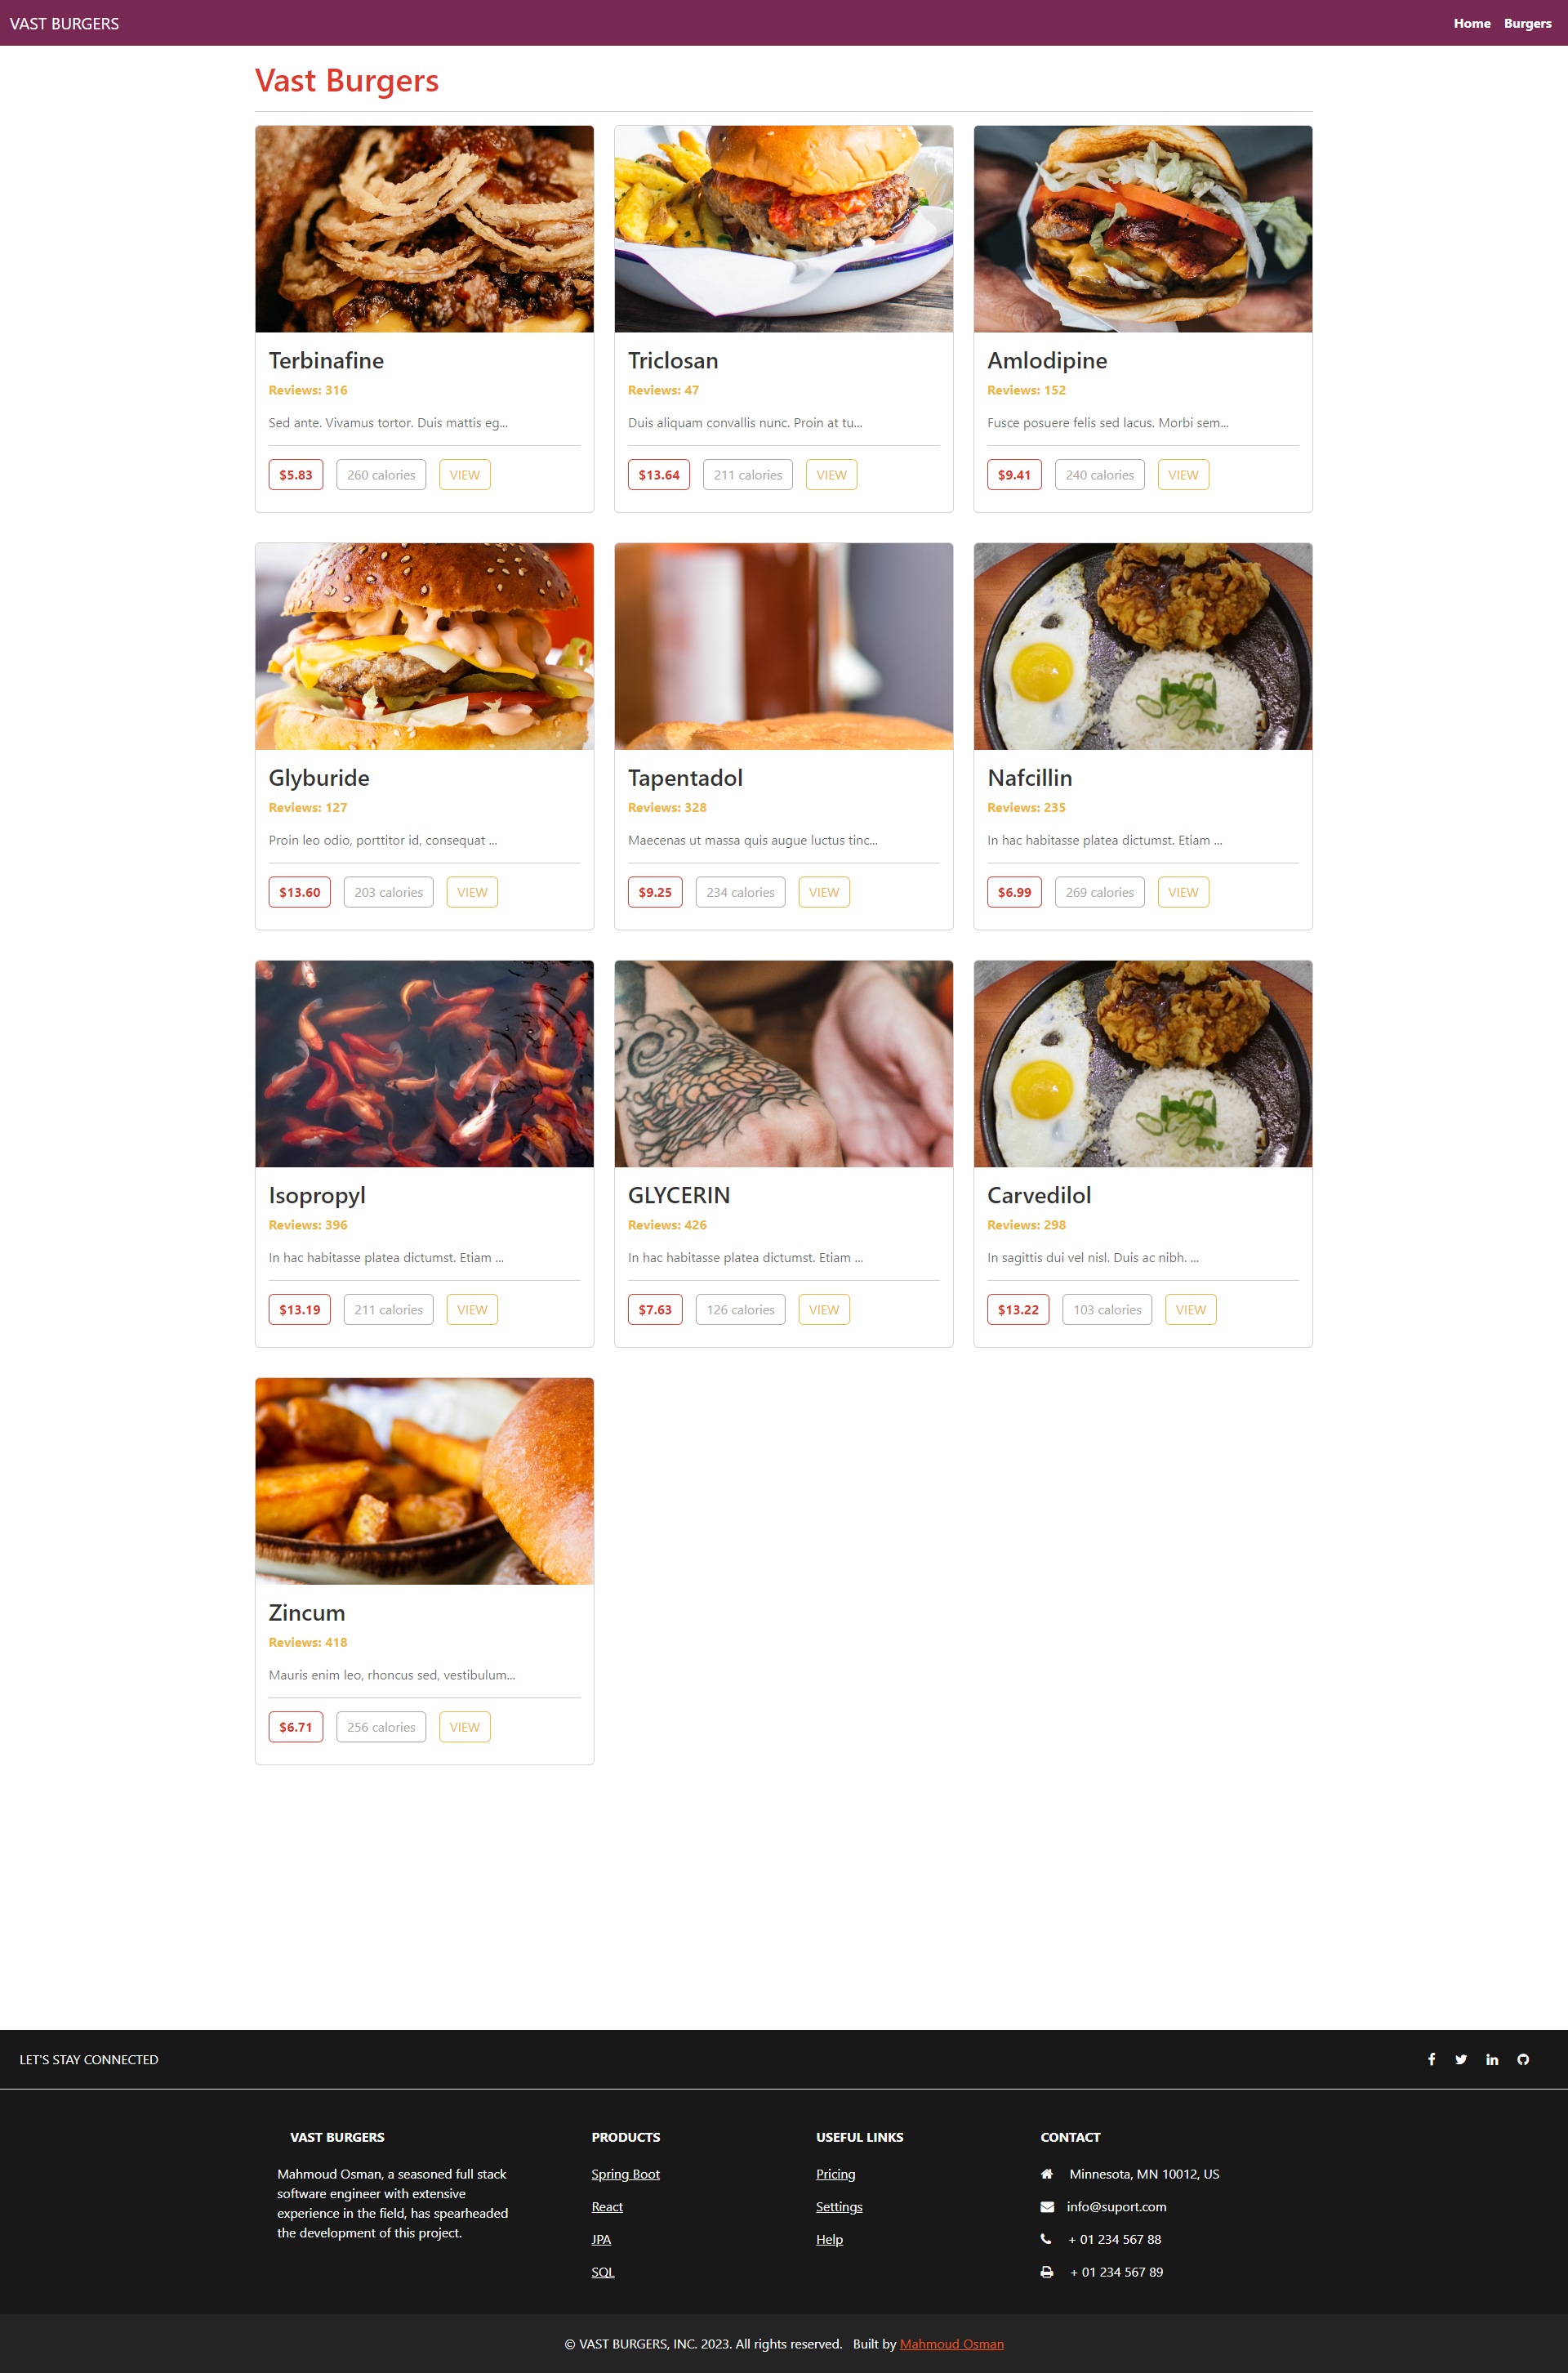 VAST BURGERS
Home Burgers
Vast Burgers
Terbinafine
Reviews: 316
Sed ante. Vivamus tortor. Duis mattis eg...
$5.83 260 calories VIEW
Triclosan
Reviews: 47
Duis aliquam convallis nunc. Proin at tu...
$13.64 211 calories VIEW
Amlodipine
Reviews: 152
Fusce posuere felis sed lacus. Morbi sem...
$9.41 240 calories VIEW
Glyburide
Reviews: 127
Proin leo odio, porttitor id, consequat ...
$13.60 203 calories VIEW
Tapentadol
Reviews: 328
Maecenas ut massa quis augue luctus tinc...
$9.25 234 calories VIEW
Nafcillin
Reviews: 235
In hac habitasse platea dictumst. Etiam ...
$6.99 269 calories VIEW
Isopropyl
Reviews: 396
In hac habitasse platea dictumst. Etiam ...
$13.19 211 calories VIEW
GLYCERIN
Reviews: 426
In hac habitasse platea dictumst. Etiam ...
$7.63 126 calories VIEW
Carvedilol
Reviews: 298
In sagittis dui vel nisl. Duis ac nibh. ...
$13.22 103 calories VIEW
Zincum
Reviews: 418
Mauris enim leo, rhoncus sed, vestibulum...
$6.71 256 calories VIEW
LET'S STAY CONNECTED
VAST BURGERS
Mahmoud Osman, a seasoned full stack
software engineer with extensive
experience in the field, has spearheaded
the development of this project.
PRODUCTS
Spring Boot
React
JPA
SQL
USEFUL LINKS
Pricing
Settings
Help
CONTACT
Minnesota, MN 10012, US
info@suport.com
+ 01 234 567 88
+ 01 234 567 89
© VAST BURGERS, INC. 2023. All rights reserved. Built by Mahmoud Osman